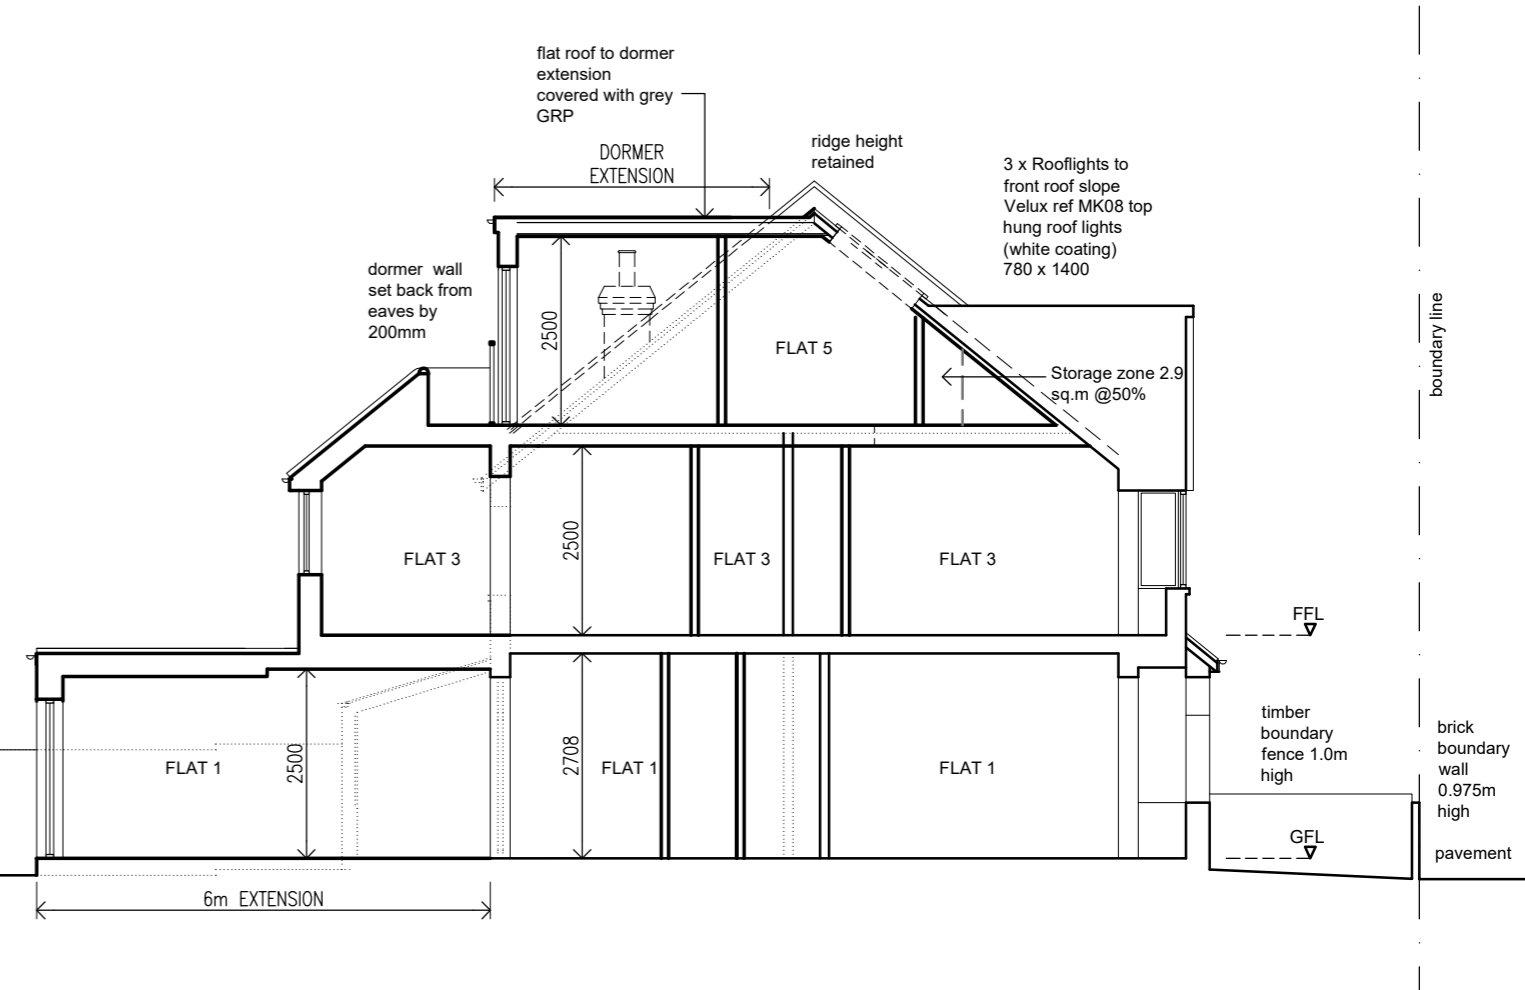 flat roof to dormer
extension
covered with grey
GRP
DORMER
EXTENSION
ridge height
retained
3 x Rooflights to
front roof slope
Velux ref MK08 top
hung roof lights
(white coating)
780 x 1400
dormer wall
set back from
eaves by
200mm
2500
FLAT 5
Storage zone 2.9
sq.m @50%
boundary line
FLAT 3
2500
FLAT 3
FLAT 3
FFL
FLAT 1
2500
2708
FLAT 1
FLAT 1
timber
boundary
fence 1.0m
high
brick
boundary
wall
0.975m
high
GFL
pavement
6m EXTENSION